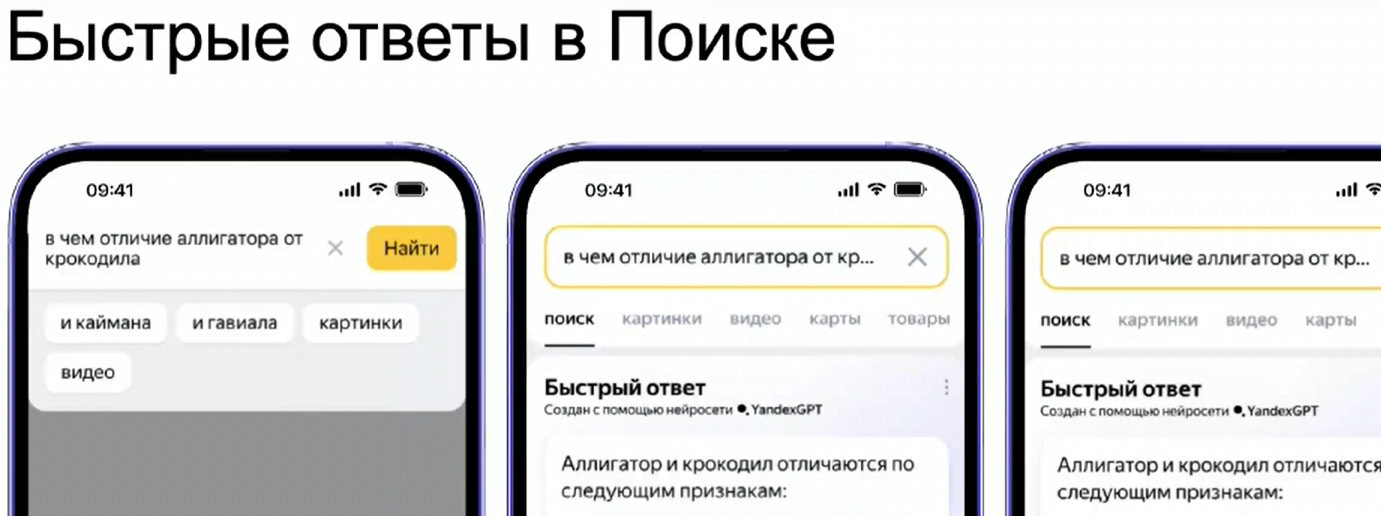 Быстрые ответы в Поиске
09:41
в чем отличие аллигатора от
крокодила
Найти
и каймана
и гавиала
картинки
видео
09:41
в чем отличие аллигатора от кр...
поиск картинки видео карты товары
Быстрый ответ
Создан с помощью нейросети YandexGPT
Аллигатор и крокодил отличаются по
следующим признакам:
09:41
в чем отличие аллигатора от кр...
поиск картинки видео карты
Быстрый ответ
Создан с помощью нейросети YandexGPT
Аллигатор и крокодил отличаются
следующим признакам: